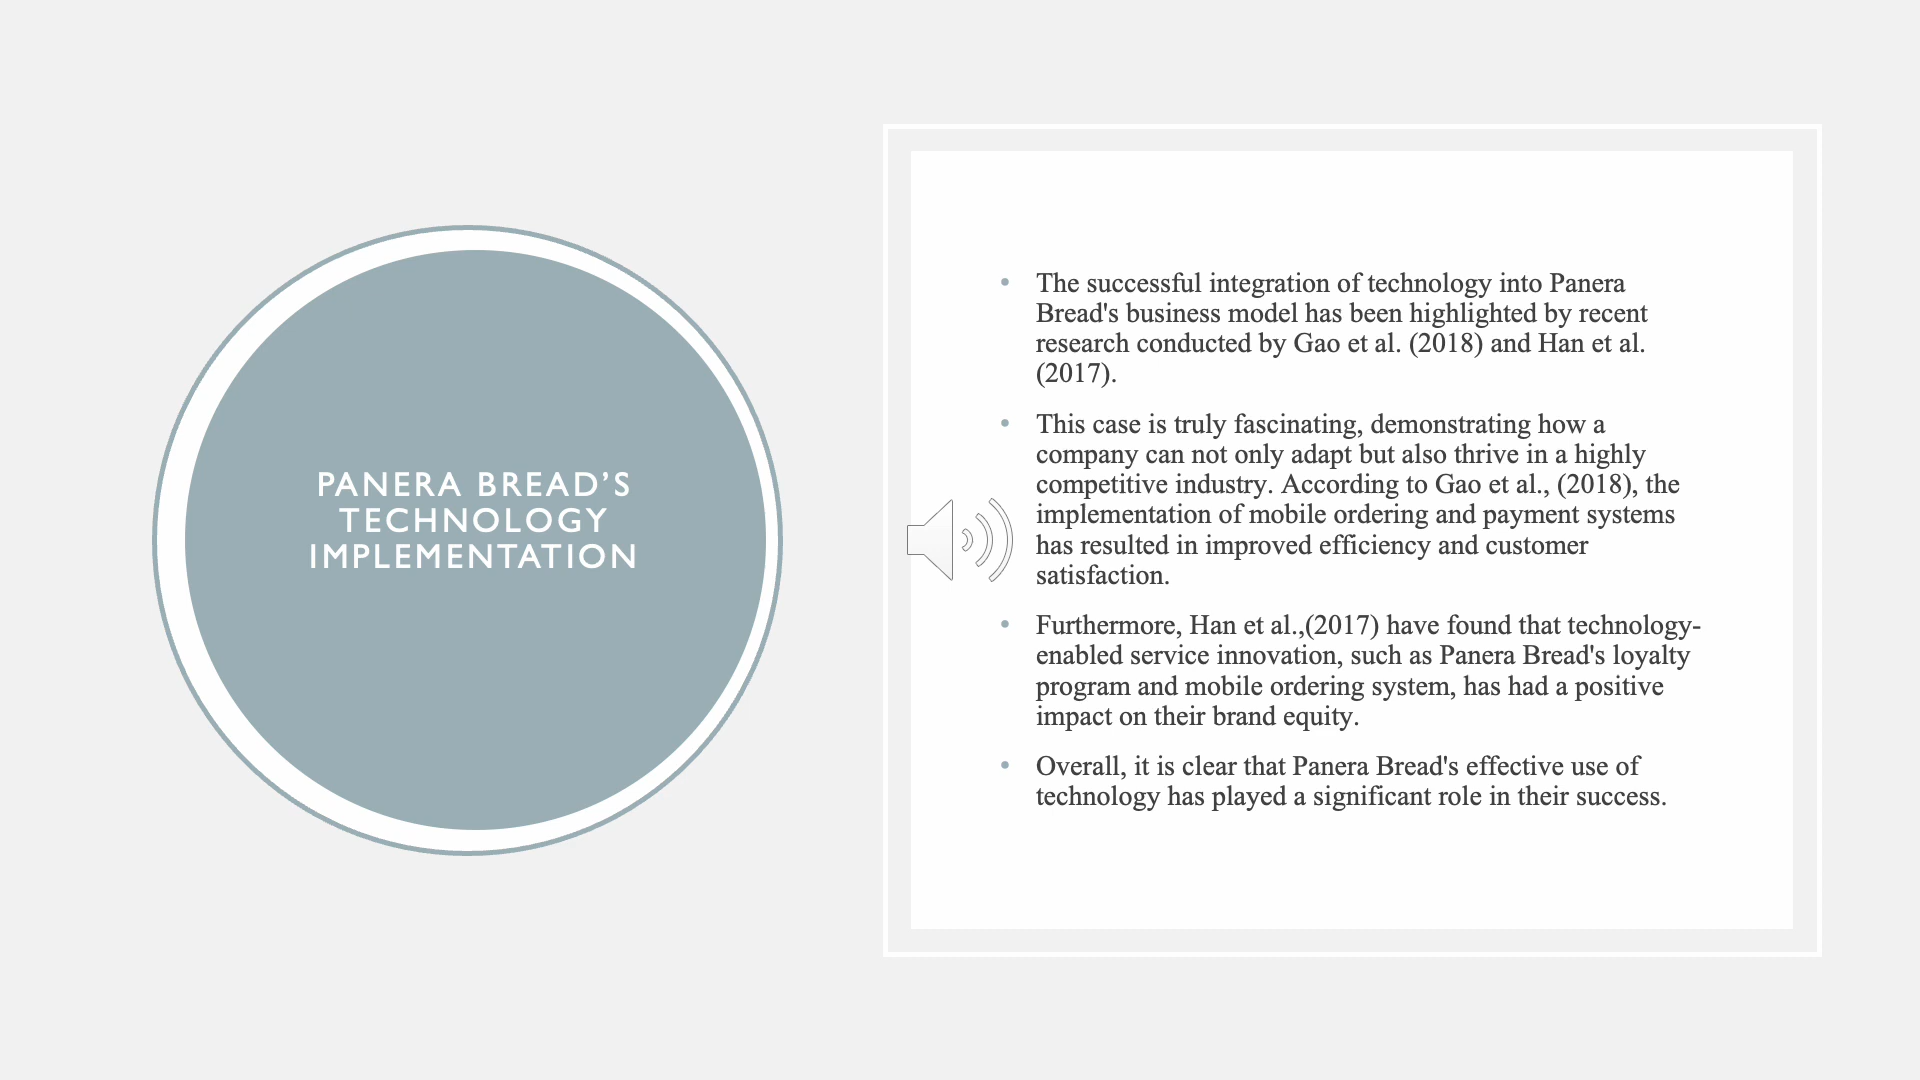 PANERA BREAD’S
TECHNOLOGY
IMPLEMENTATION
• The successful integration of technology into Panera
Bread's business model has been highlighted by recent
research conducted by Gao et al. (2018) and Han et al.
(2017).
• This case is truly fascinating, demonstrating how a
company can not only adapt but also thrive in a highly
competitive industry. According to Gao et al., (2018), the
implementation of mobile ordering and payment systems
has resulted in improved efficiency and customer
satisfaction.
• Furthermore, Han et al.,(2017) have found that technology-
enabled service innovation, such as Panera Bread's loyalty
program and mobile ordering system, has had a positive
impact on their brand equity.
• Overall, it is clear that Panera Bread's effective use of
technology has played a significant role in their success.